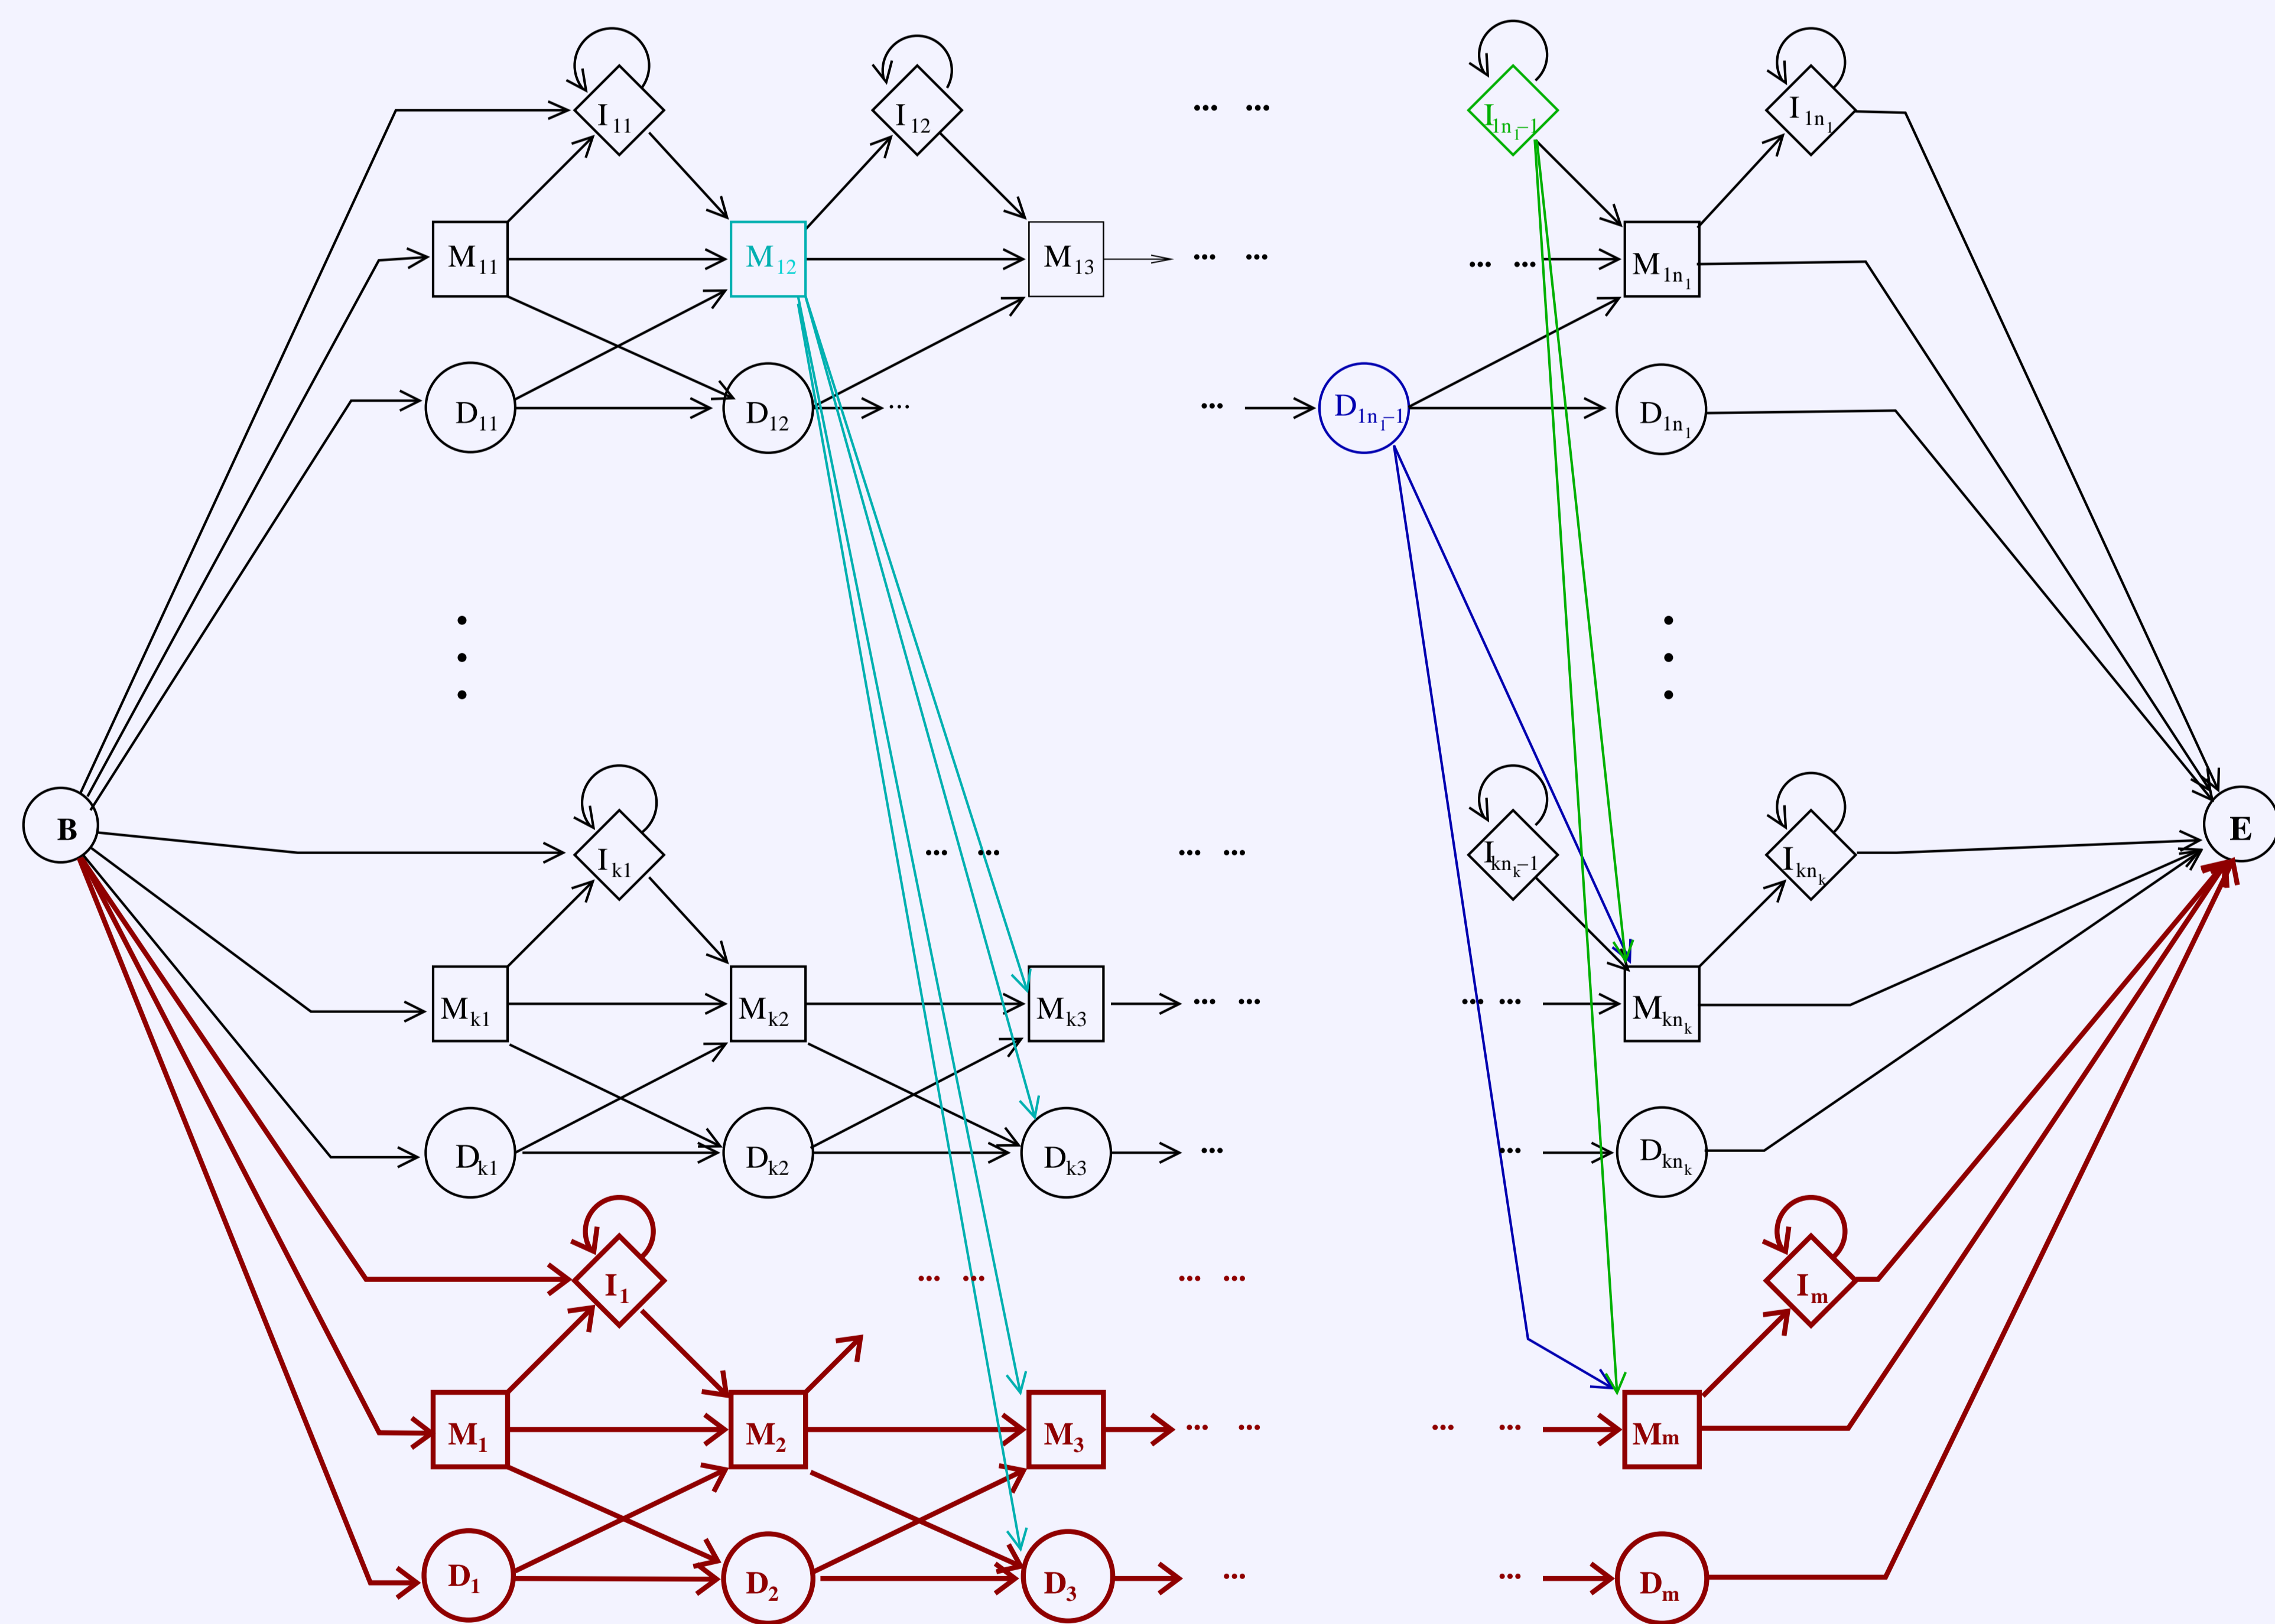 I11 I12 ... ... I1n1−1 I1n1
M11 M12 M13 ... ... ... ... M1n1
D11 D12 ... ... D1n1−1 D1n1
B E
Ik1 ... ... ... ... Iknk−1 Iknk
Mk1 Mk2 Mk3 ... ... ... ... Mknk
Dk1 Dk2 Dk3 ... ... Dknk
I1 ... ... ... ... Im
M1 M2 M3 ... ... ... ... Mm
D1 D2 D3 ... ... Dm